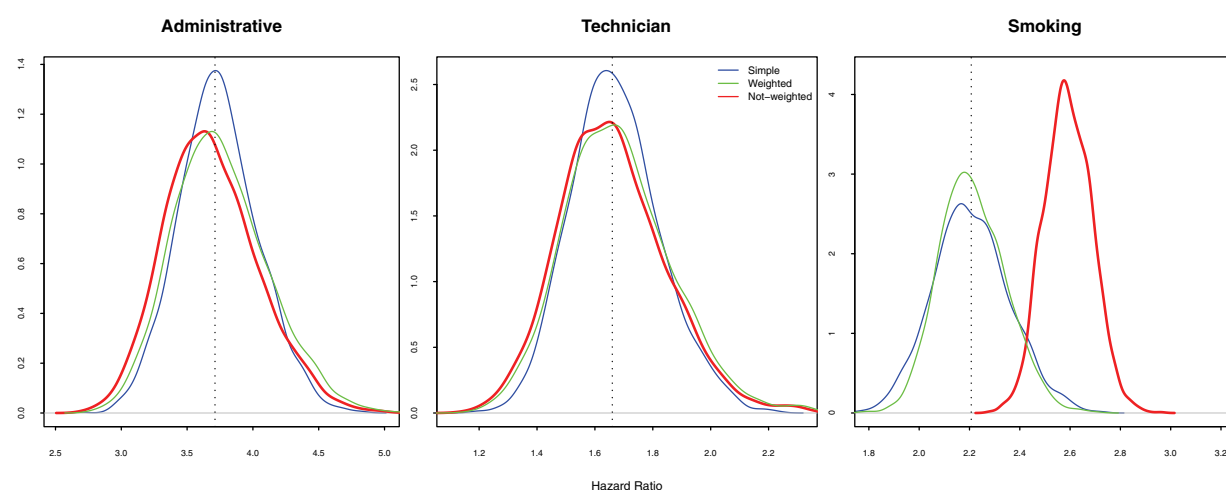 Administrative
0.0 0.2 0.4 0.6 0.8 1.0 1.2 1.4
2.5 3.0 3.5 4.0 4.5 5.0
Technician
Simple
Weighted
Not−weighted
0.0 0.5 1.0 1.5 2.0 2.5
1.2 1.4 1.6 1.8 2.0 2.2
Smoking
0 1 2 3 4
1.8 2.0 2.2 2.4 2.6 2.8 3.0 3.2
Hazard Ratio